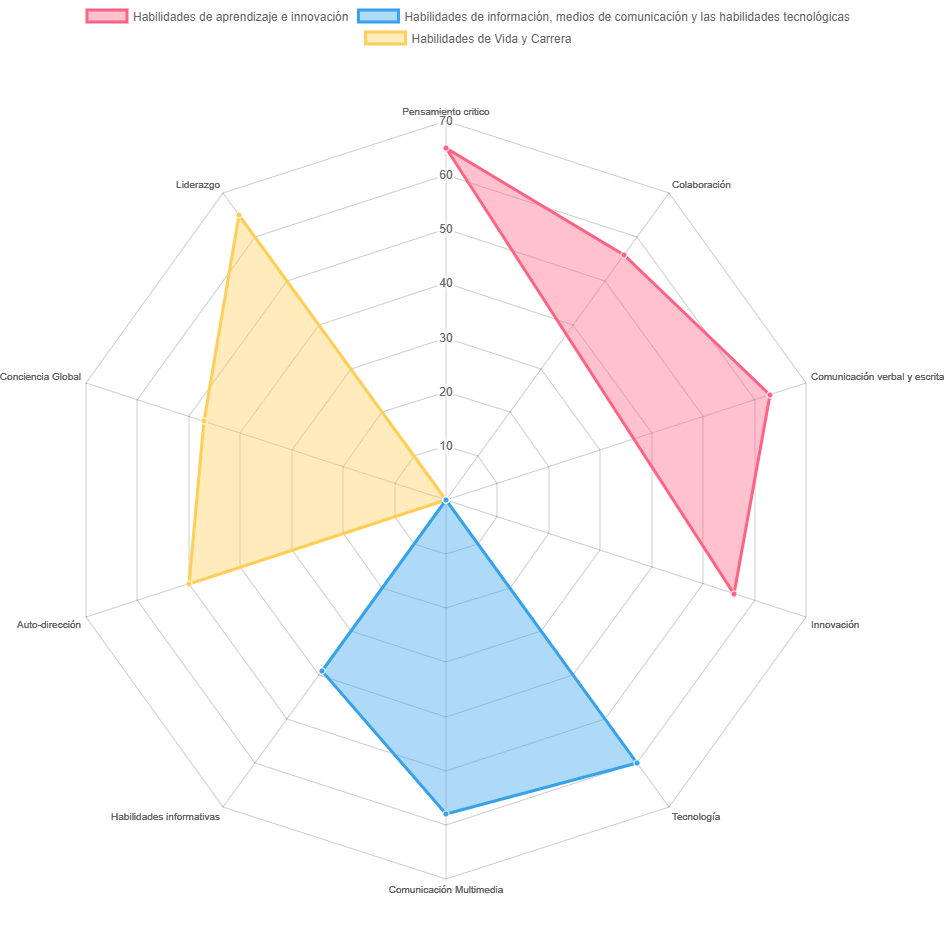 Habilidades de aprendizaje e innovación
Habilidades de información, medios de comunicación y las habilidades tecnológicas
Habilidades de Vida y Carrera
Pensamiento critico
70
Liderazgo
Colaboración
60
50
40
30
Conciencia Global
Comunicación verbal y escrita
20
10
Auto-dirección
Innovación
Habilidades informativas
Tecnología
Comunicación Multimedia